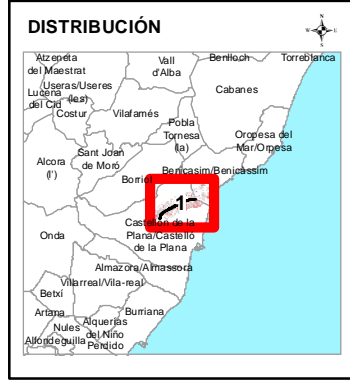 DISTRIBUCIÓN
N
W
E
S
Atzeneta
del Maestrat
Vall
d'Alba
Benlloch
Torreblanca
Useras/Useres
(les)
Lucena
del Cid
Costur
Vilafamés
Cabanes
Pobla
Tornesa
(la)
Oropesa del
Mar/Orpesa
Alcora
(l')
Sant Joan
de Moró
Benicasim/Benicàssim
Borriol
1
Castellón de la
Plana/Castelló
de la Plana
Onda
Almazora/Almassora
Villarreal/Vila-real
Betxí
Artana
Nules
Alquerías
del Niño
Perdido
Burriana
Alfondeguilla